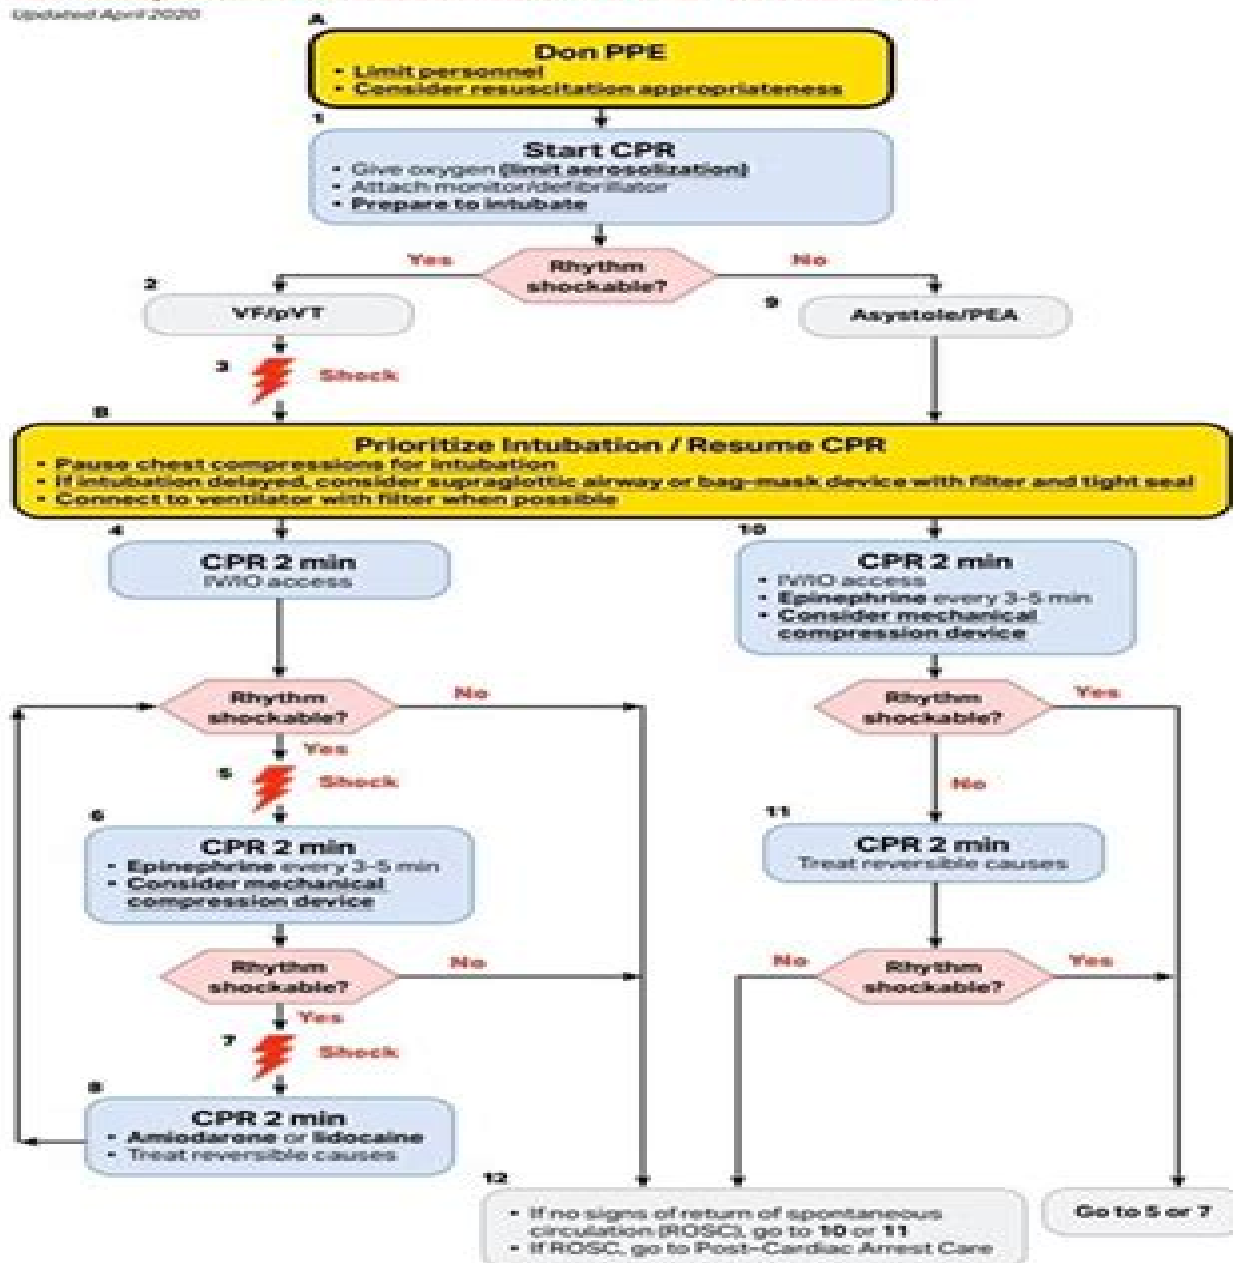 Updated April 2020
A
Don PPE
• Limit personnel
• Consider resuscitation appropriateness
1
Start CPR
• Give oxygen (limit aerosolization)
• Attach monitor/defibrillator
• Prepare to intubate
Rhythm
shockable?
Yes
No
2
VF/pVT
9
Asystole/PEA
3
Shock
B
Prioritize Intubation / Resume CPR
• Pause chest compressions for intubation
• If intubation delayed, consider supraglottic airway or bag-mask device with filter and tight seal
• Connect to ventilator with filter when possible
4
CPR 2 min
IV/IO access
10
CPR 2 min
• IV/IO access
• Epinephrine every 3-5 min
• Consider mechanical
compression device
Rhythm
shockable?
No
Yes
5
Shock
Rhythm
shockable?
Yes
No
6
CPR 2 min
• Epinephrine every 3-5 min
• Consider mechanical
compression device
11
CPR 2 min
Treat reversible causes
Rhythm
shockable?
No
Yes
7
Shock
No
Rhythm
shockable?
Yes
8
CPR 2 min
• Amiodarone or lidocaine
• Treat reversible causes
12
• If no signs of return of spontaneous
circulation (ROSC), go to 10 or 11
• If ROSC, go to Post-Cardiac Arrest Care
Go to 5 or 7